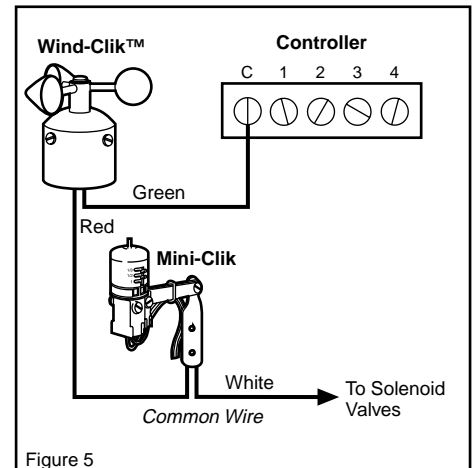 Wind-Clik™
Controller
C 1 2 3 4
Green
Red
Mini-Clik
White
To Solenoid
Valves
Common Wire
Figure 5